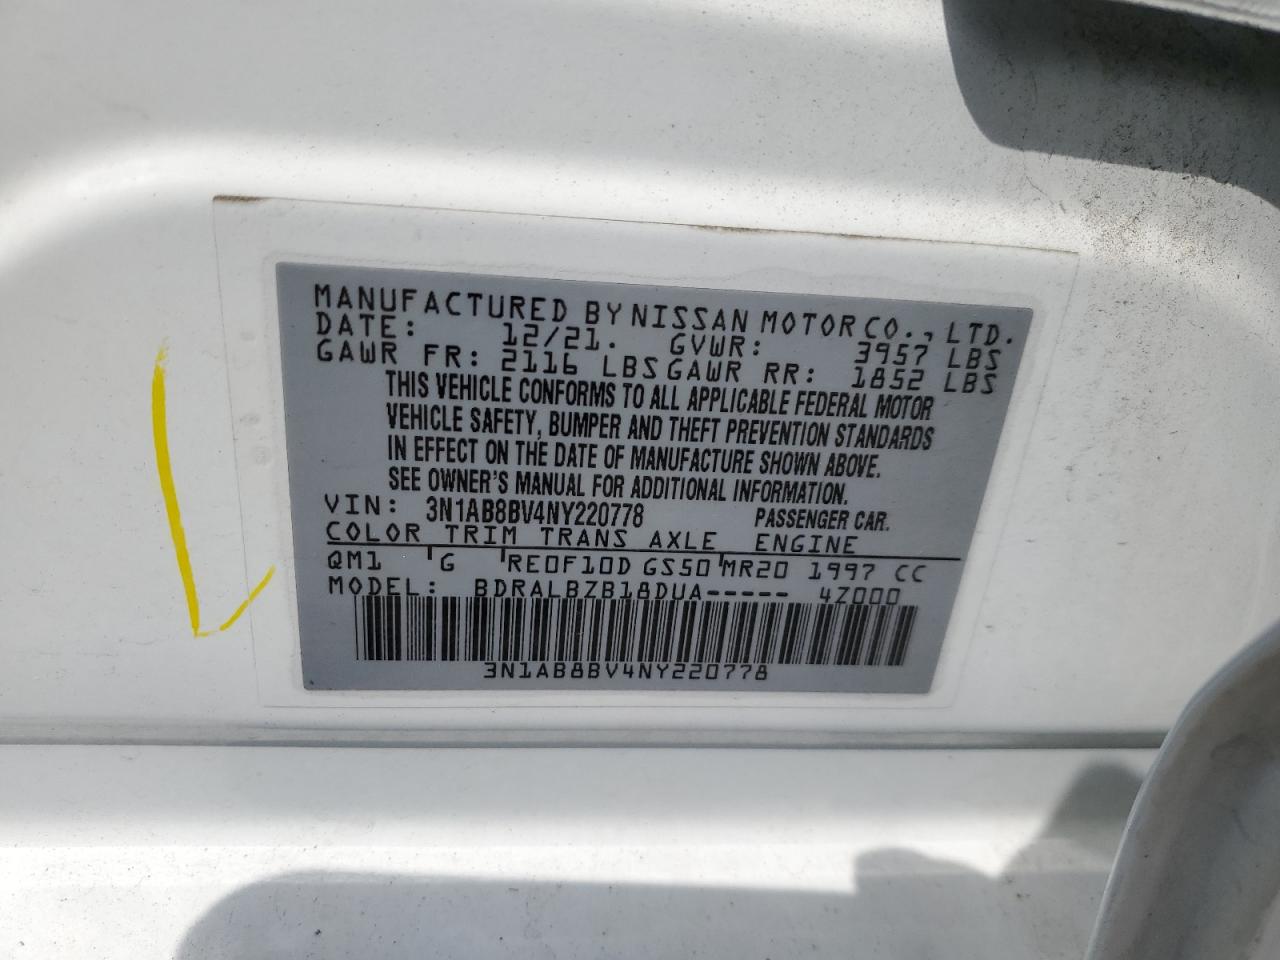 MANUFACTURED BY NISSAN MOTOR CO., LTD.
DATE: 12/21. GVWR: 3957 LBS
GAWR FR: 2116 LBS GAWR RR: 1852 LBS
THIS VEHICLE CONFORMS TO ALL APPLICABLE FEDERAL MOTOR
VEHICLE SAFETY, BUMPER AND THEFT PREVENTION STANDARDS
IN EFFECT ON THE DATE OF MANUFACTURE SHOWN ABOVE.
SEE OWNER'S MANUAL FOR ADDITIONAL INFORMATION.
VIN: 3N1AB8BV4NY220778 PASSENGER CAR.
COLOR TRIM TRANS AXLE ENGINE
QM1 G RE0F10D GS50 MR20 1997 CC
MODEL: BDRALBZB18DUA----- 4Z000
3N1AB8BV4NY220778